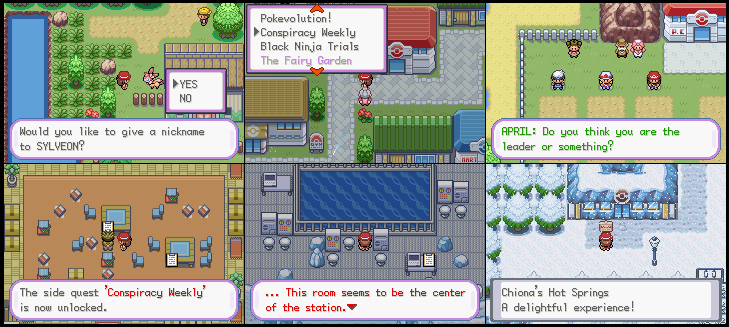 Would you like to give a nickname
to SYLVEON?
YES
NO
Pokevolution!
Conspiracy Weekly
Black Ninja Trials
The Fairy Garden
GYM
MART
P.C
APRIL: Do you think you are the
leader or something?
The side quest 'Conspiracy Weekly'
is now unlocked.
... This room seems to be the center
of the station.
Chiona's Hot Springs
A delightful experience!